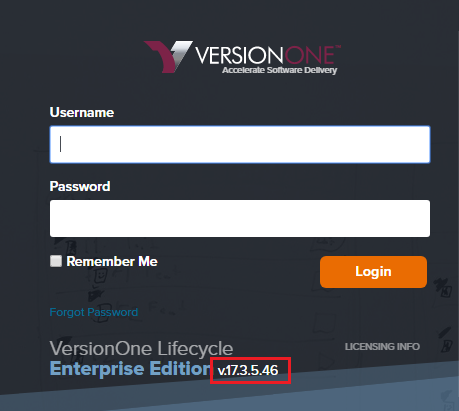 VERSIONONE™
Accelerate Software Delivery
Username
Password
Remember Me
Login
Forgot Password
VersionOne Lifecycle
LICENSING INFO
Enterprise Edition v.17.3.5.46